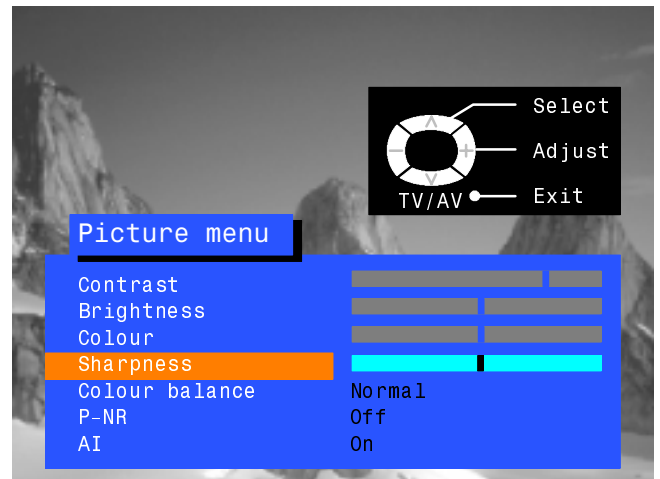 Select
Adjust
TV/AV Exit
Picture menu
Contrast
Brightness
Colour
Sharpness
Colour balance Normal
P-NR Off
AI On